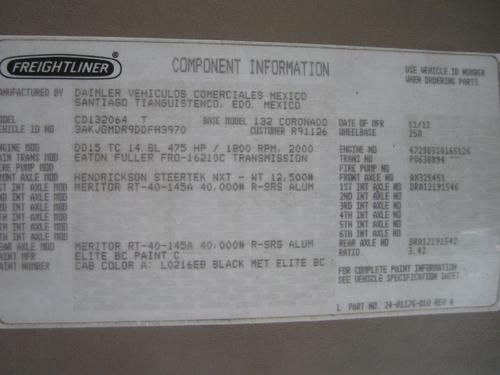 FREIGHTLINER
COMPONENT INFORMATION
USE VEHICLE ID NUMBER
WHEN ORDERING PARTS
MANUFACTURED BY DAIMLER VEHICULOS COMERCIALES MEXICO
SANTIAGO TIANGUISTENCO, EDO. MEXICO
MODEL CD132064 T BASE MODEL 132 CORONADO DATE OF MFR 11/12
VEHICLE ID NO 3AKJGMDR9DDFH3970 CUSTOMER R91126 WHEELBASE 250
ENGINE MOD DD15 TC 14.8L 475 HP / 1800 RPM, 2000 ENGINE NO
MAIN TRANS MOD EATON FULLER FRO-16210C TRANSMISSION TRANS NO
FIRE PUMP MOD FIRE PUMP NO
FRONT AXLE MOD HENDRICKSON STEERTEK NXT - WT 12,500# FRONT AXLE NO
1ST INT AXLE MOD MERITOR RT-40-145A 40,000# R-SRS ALUM 1ST INT AXLE NO BRA12191546
2ND INT AXLE MOD 2ND INT AXLE NO
3RD INT AXLE MOD 3RD INT AXLE NO
4TH INT AXLE MOD 4TH INT AXLE NO
5TH INT AXLE MOD 5TH INT AXLE NO
6TH INT AXLE MOD 6TH INT AXLE NO
REAR AXLE MOD MERITOR RT-40-145A 40,000# R-SRS ALUM REAR AXLE NO BRA12191542
PAINT MFR ELITE BC PAINT C RATIO 3.42
PAINT NUMBER CAB COLOR A: L0216EB BLACK MET ELITE BC
FOR COMPLETE PAINT INFORMATION
SEE VEHICLE SPECIFICATION SHEET.
L PART NO. 24-01176-010 REV A